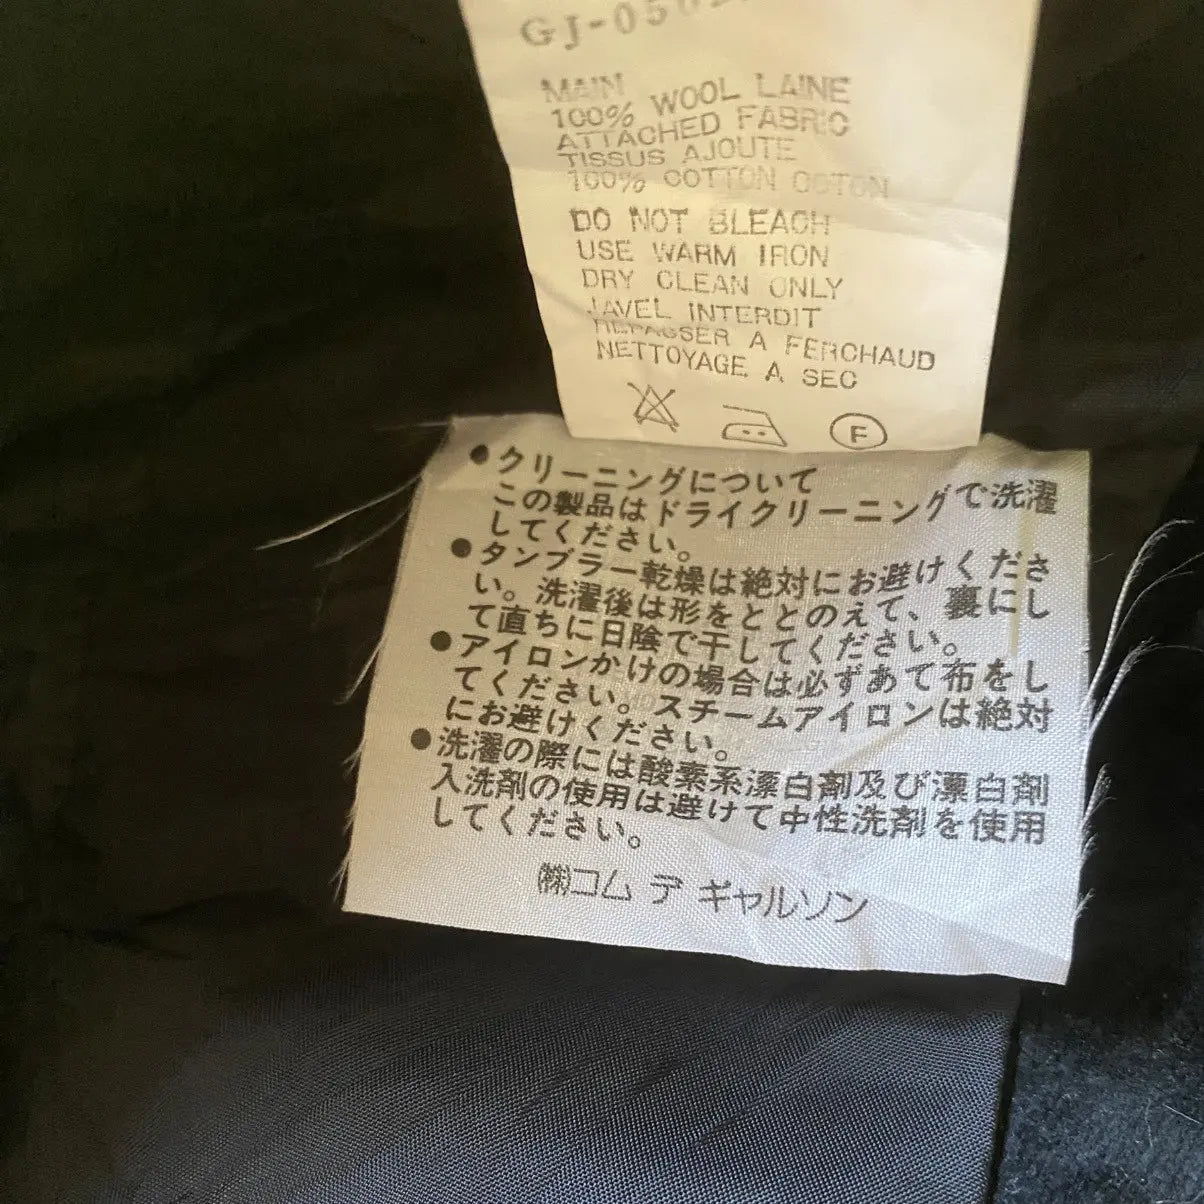 GJ-050
MAIN
100% WOOL LAINE
ATTACHED FABRIC
TISSUS AJOUTE
100% COTTON COTON
DO NOT BLEACH
USE WARM IRON
DRY CLEAN ONLY
JAVEL INTERDIT
REPASSER A FERCHAUD
NETTOYAGE A SEC
F
●クリーニングについて
この製品はドライクリーニングで洗濯
してください。
●タンブラー乾燥は絶対にお避けくださ
い。洗濯後は形をととのえて、裏にし
て直ちに日陰で干してください。
●アイロンかけの場合は必ずあて布をし
てください。スチームアイロンは絶対
にお避けください。
●洗濯の際には酸素系漂白剤及び漂白剤
入洗剤の使用は避けて中性洗剤を使用
してください。
㈱コム デ ギャルソン